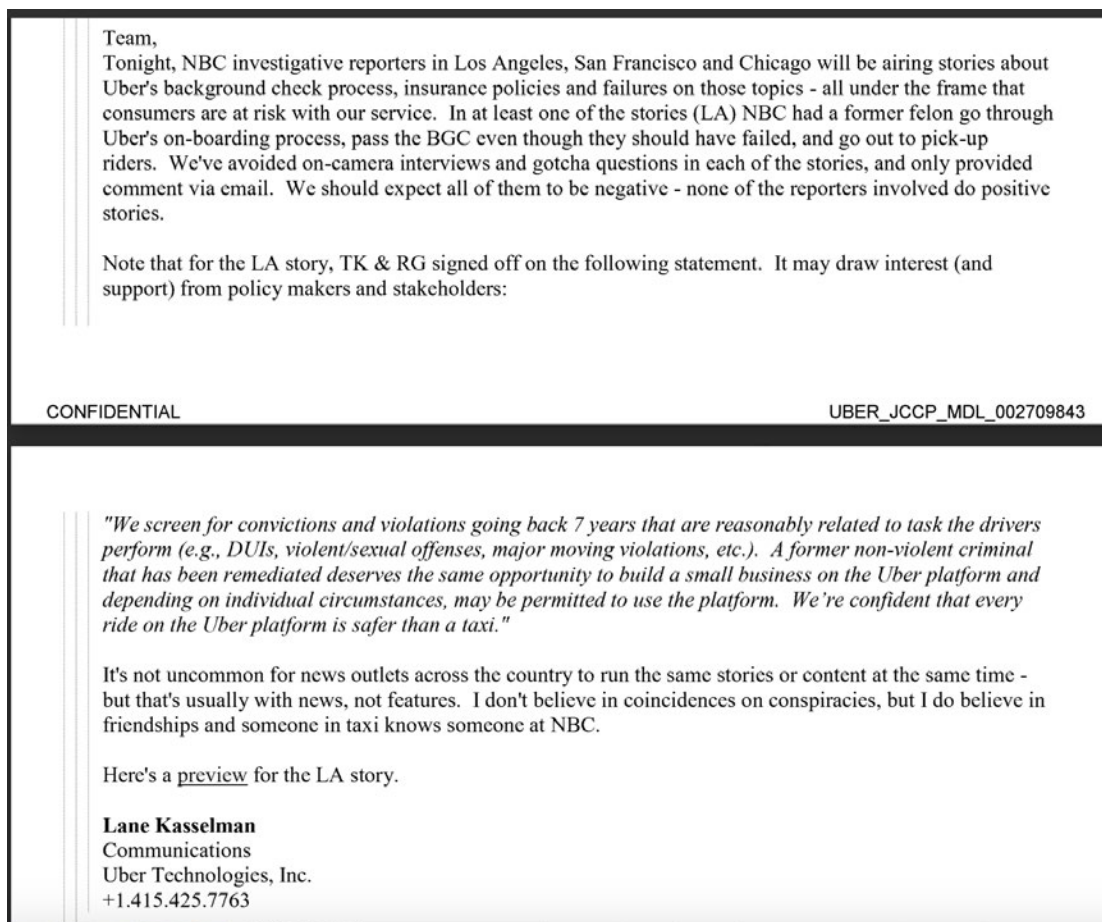 Team,
Tonight, NBC investigative reporters in Los Angeles, San Francisco and Chicago will be airing stories about
Uber's background check process, insurance policies and failures on those topics - all under the frame that
consumers are at risk with our service.  In at least one of the stories (LA) NBC had a former felon go through
Uber's on-boarding process, pass the BGC even though they should have failed, and go out to pick-up
riders.  We've avoided on-camera interviews and gotcha questions in each of the stories, and only provided
comment via email.  We should expect all of them to be negative - none of the reporters involved do positive
stories.

Note that for the LA story, TK & RG signed off on the following statement.  It may draw interest (and
support) from policy makers and stakeholders:

CONFIDENTIAL UBER_JCCP_MDL_002709843

"We screen for convictions and violations going back 7 years that are reasonably related to task the drivers
perform (e.g., DUIs, violent/sexual offenses, major moving violations, etc.).  A former non-violent criminal
that has been remediated deserves the same opportunity to build a small business on the Uber platform and
depending on individual circumstances, may be permitted to use the platform.  We're confident that every
ride on the Uber platform is safer than a taxi."

It's not uncommon for news outlets across the country to run the same stories or content at the same time -
but that's usually with news, not features.  I don't believe in coincidences on conspiracies, but I do believe in
friendships and someone in taxi knows someone at NBC.

Here's a preview for the LA story.

Lane Kasselman
Communications
Uber Technologies, Inc.
+1.415.425.7763